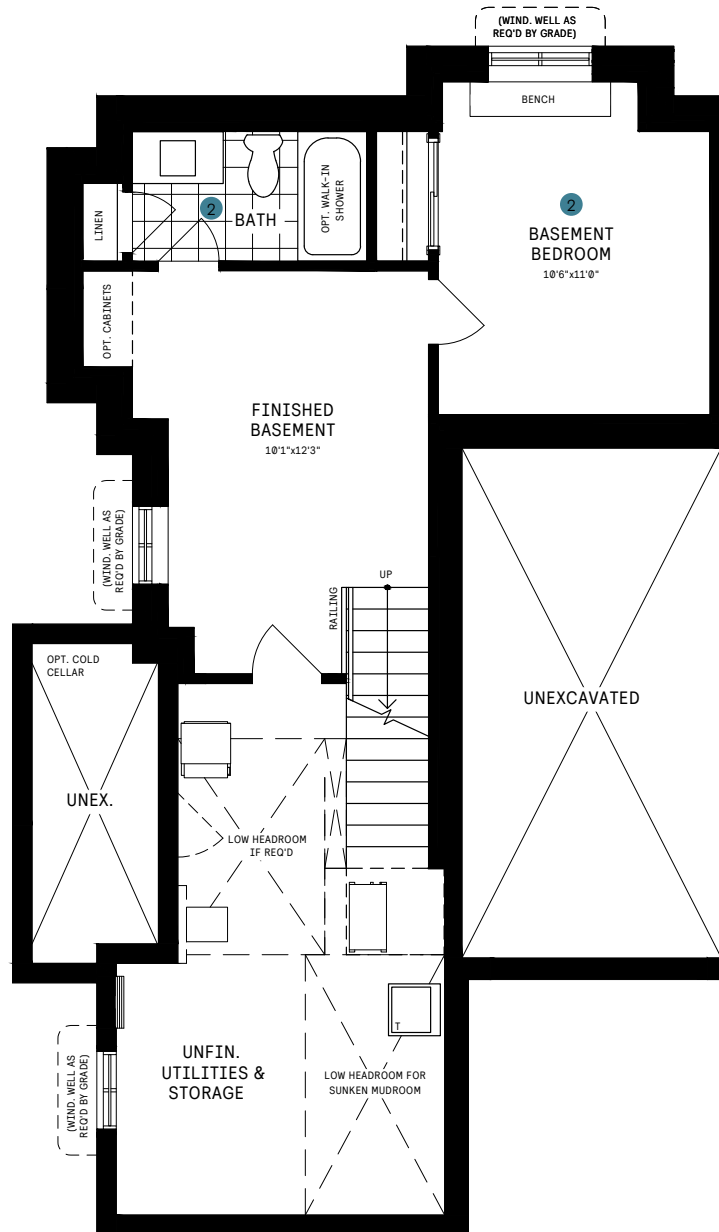 (WIND. WELL AS
REQ'D BY GRADE)
BENCH
LINEN
2
BATH
OPT. WALK-IN
SHOWER
2
BASEMENT
BEDROOM
10'6"x11'0"
OPT. CABINETS
FINISHED
BASEMENT
10'1"x12'3"
(WIND. WELL AS
REQ'D BY GRADE)
UP
RAILING
OPT. COLD
CELLAR
UNEX.
UNEXCAVATED
LOW HEADROOM
IF REQ'D
T
UNFIN.
UTILITIES &
STORAGE
LOW HEADROOM FOR
SUNKEN MUDROOM
(WIND. WELL AS
REQ'D BY GRADE)